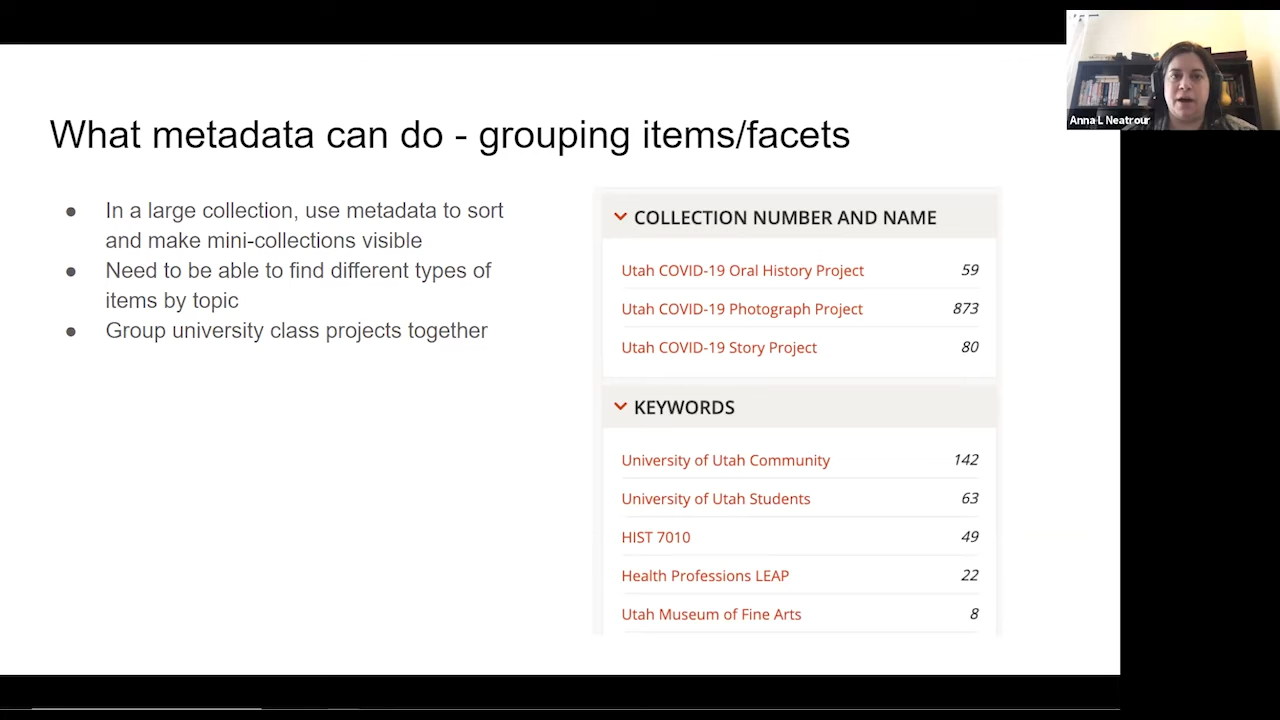 What metadata can do - grouping items/facets
● In a large collection, use metadata to sort
and make mini-collections visible
● Need to be able to find different types of
items by topic
● Group university class projects together
COLLECTION NUMBER AND NAME
Utah COVID-19 Oral History Project 59
Utah COVID-19 Photograph Project 873
Utah COVID-19 Story Project 80
KEYWORDS
University of Utah Community 142
University of Utah Students 63
HIST 7010 49
Health Professions LEAP 22
Utah Museum of Fine Arts 8
Anna L Neatrour